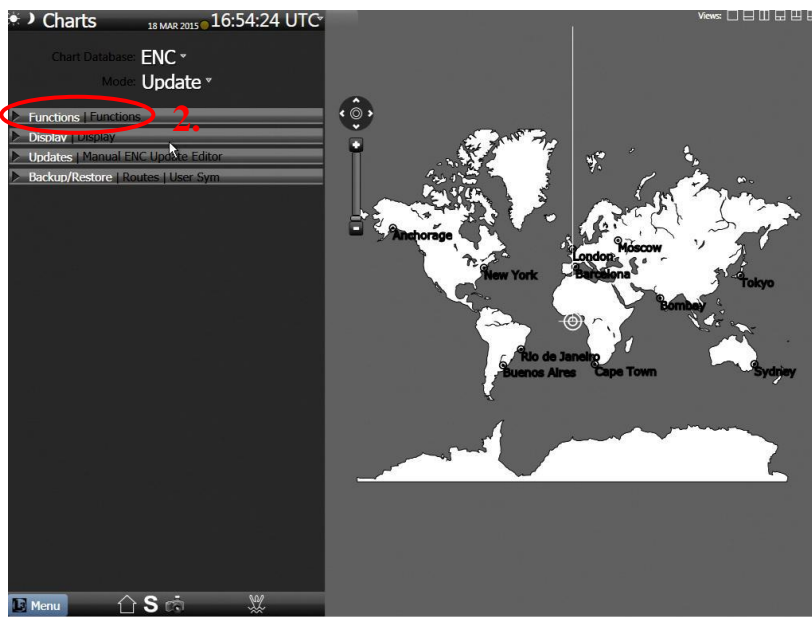 Charts 18 MAR 2015 16:54:24 UTC
Views:
Chart Database: ENC
Mode: Update
Functions | Functions
2.
Display | Display
Updates | Manual ENC Update Editor
Backup/Restore | Routes | User Sym
Anchorage
Moscow
London
New York
Barcelona
Tokyo
Bombay
Rio de Janeiro
Buenos Aires
Cape Town
Sydney
Menu
S